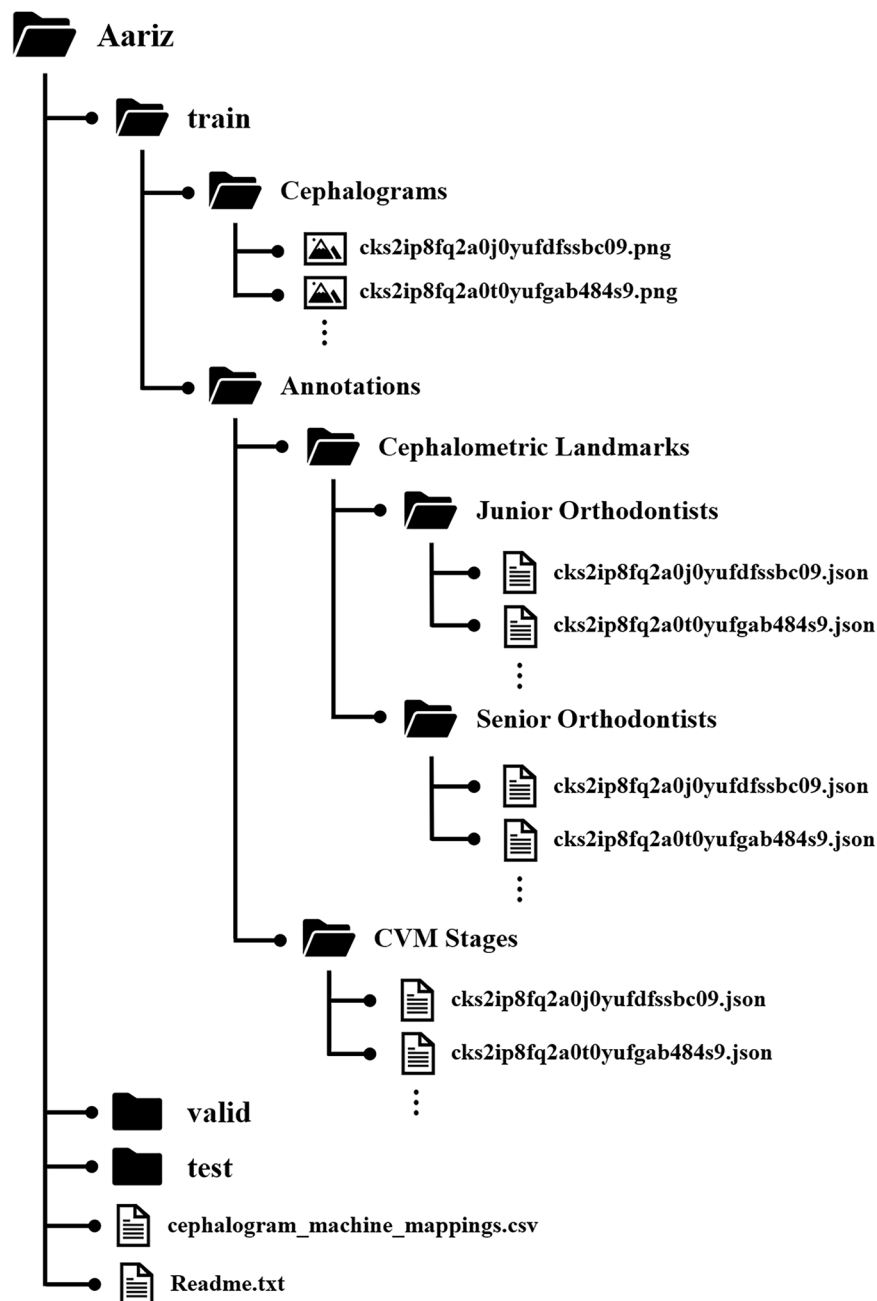 Aariz
train
Cephalograms
cks2ip8fq2a0j0yufdfssbc09.png
cks2ip8fq2a0t0yufgab484s9.png
Annotations
Cephalometric Landmarks
Junior Orthodontists
cks2ip8fq2a0j0yufdfssbc09.json
cks2ip8fq2a0t0yufgab484s9.json
Senior Orthodontists
cks2ip8fq2a0j0yufdfssbc09.json
cks2ip8fq2a0t0yufgab484s9.json
CVM Stages
cks2ip8fq2a0j0yufdfssbc09.json
cks2ip8fq2a0t0yufgab484s9.json
valid
test
cephalogram_machine_mappings.csv
Readme.txt